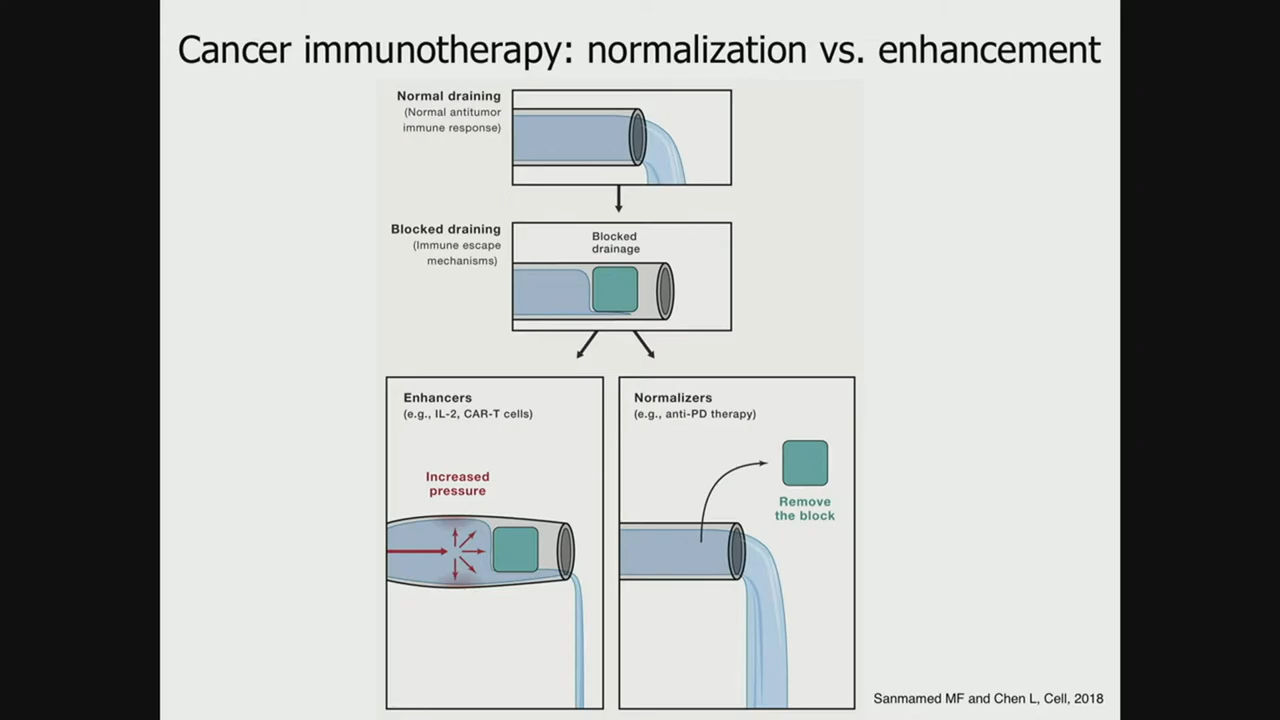 Cancer immunotherapy: normalization vs. enhancement
Normal draining
(Normal antitumor
immune response)
Blocked draining
(Immune escape
mechanisms)
Blocked
drainage
Enhancers
(e.g., IL-2, CAR-T cells)
Increased
pressure
Normalizers
(e.g., anti-PD therapy)
Remove
the block
Sanmamed MF and Chen L, Cell, 2018